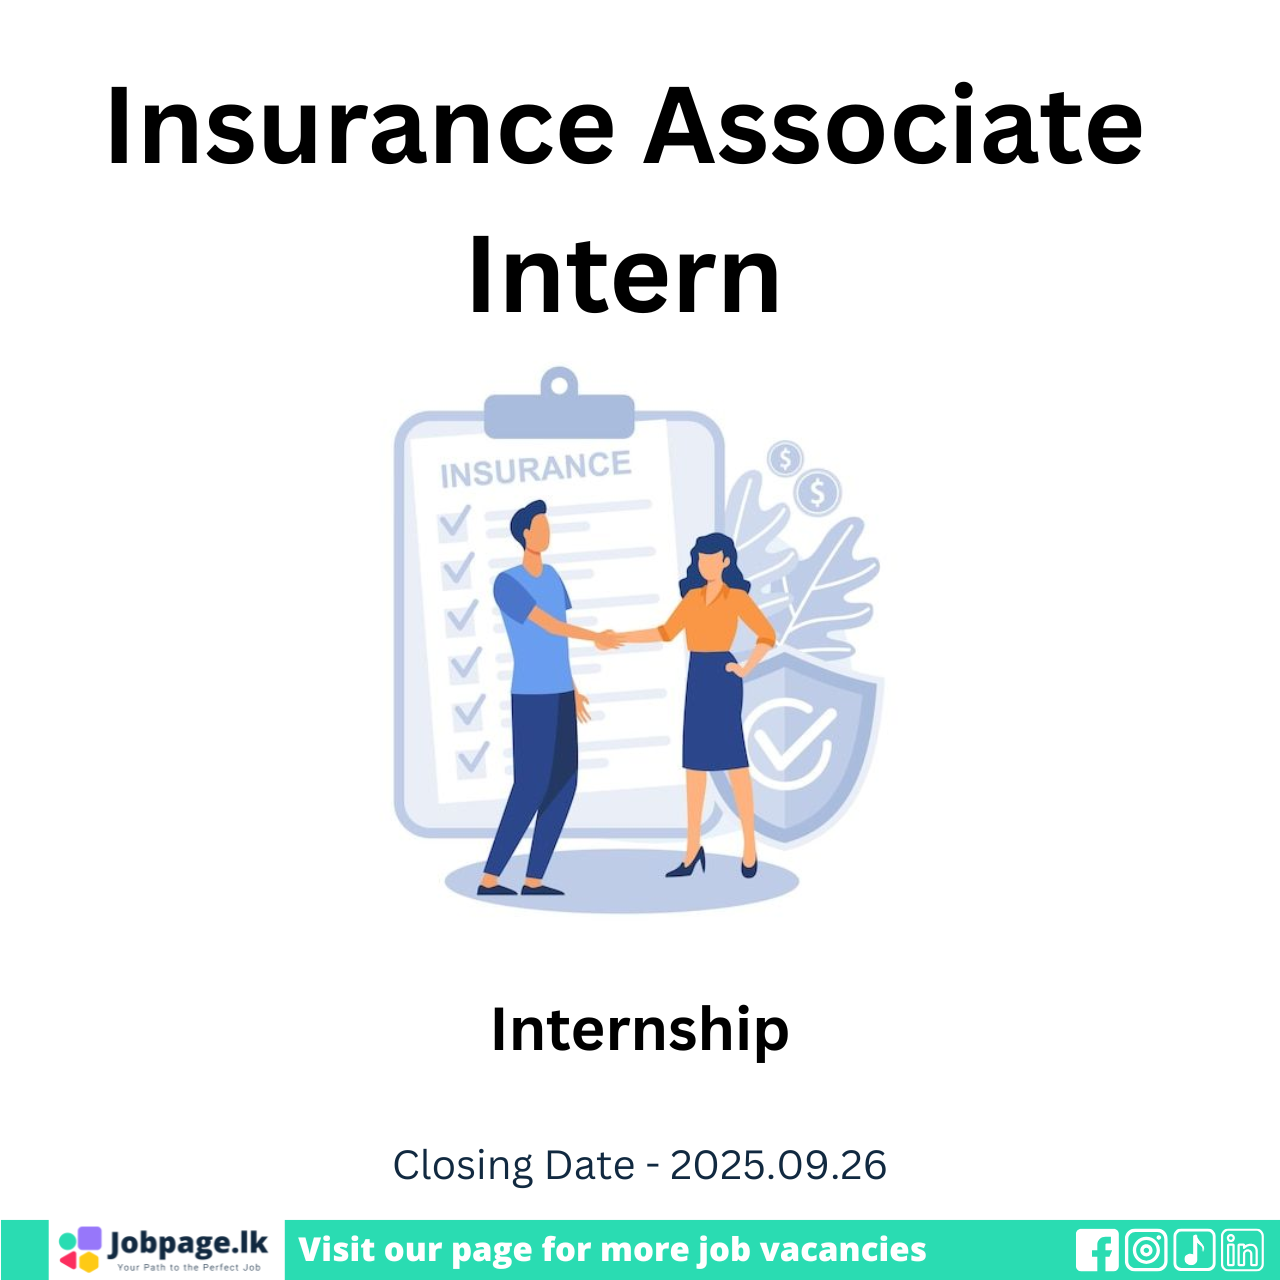 Insurance Associate
Intern
INSURANCE
$
$
Internship
Closing Date - 2025.09.26
Jobpage.lk
Your Path to the Perfect Job
Visit our page for more job vacancies
in